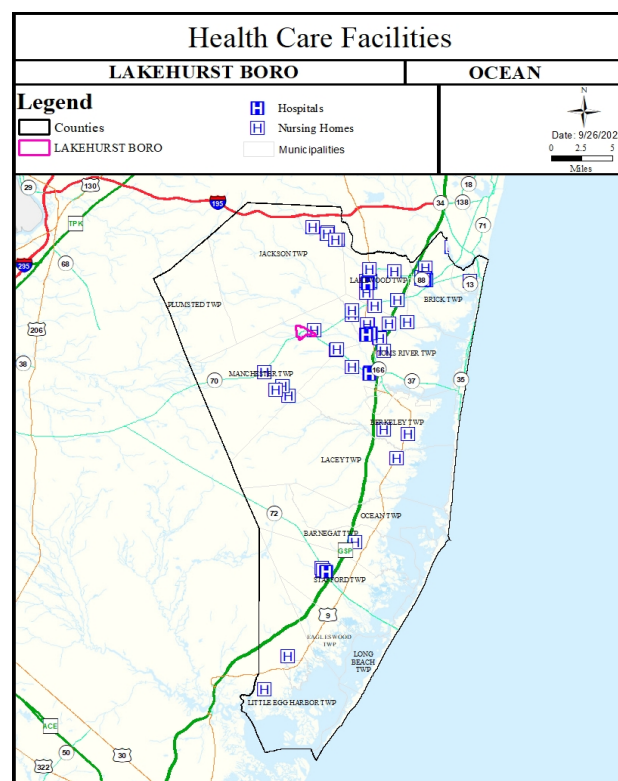 Health Care Facilities
LAKEHURST BORO
OCEAN
Legend
Counties
LAKEHURST BORO
H Hospitals
H Nursing Homes
Municipalities
N
Date: 9/26/202
0 2.5 5
Miles
29
130
195
18
34
138
TPK
71
JACKSON TWP
295
68
LAKEWOOD TWP
88
13
PLUMSTED TWP
BRICK TWP
206
TOMS RIVER TWP
38
MANCHESTER TWP
166
70
37
35
BERKELEY TWP
LACEY TWP
72
OCEAN TWP
BARNEGAT TWP
GSP
STAFFORD TWP
9
EAGLESWOOD
TWP
LONG
BEACH
TWP
LITTLE EGG HARBOR TWP
ACE
50
30
322